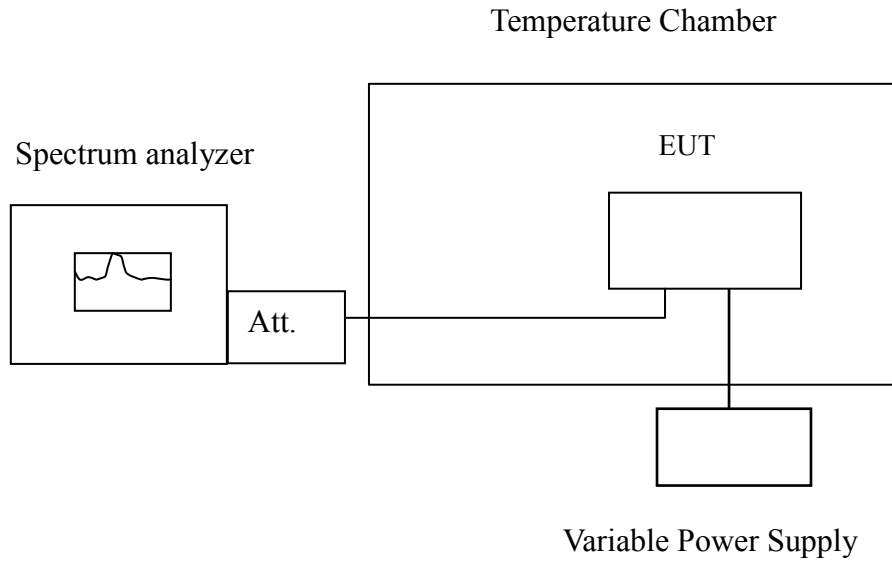 Temperature Chamber
Spectrum analyzer
EUT
Att.
Variable Power Supply